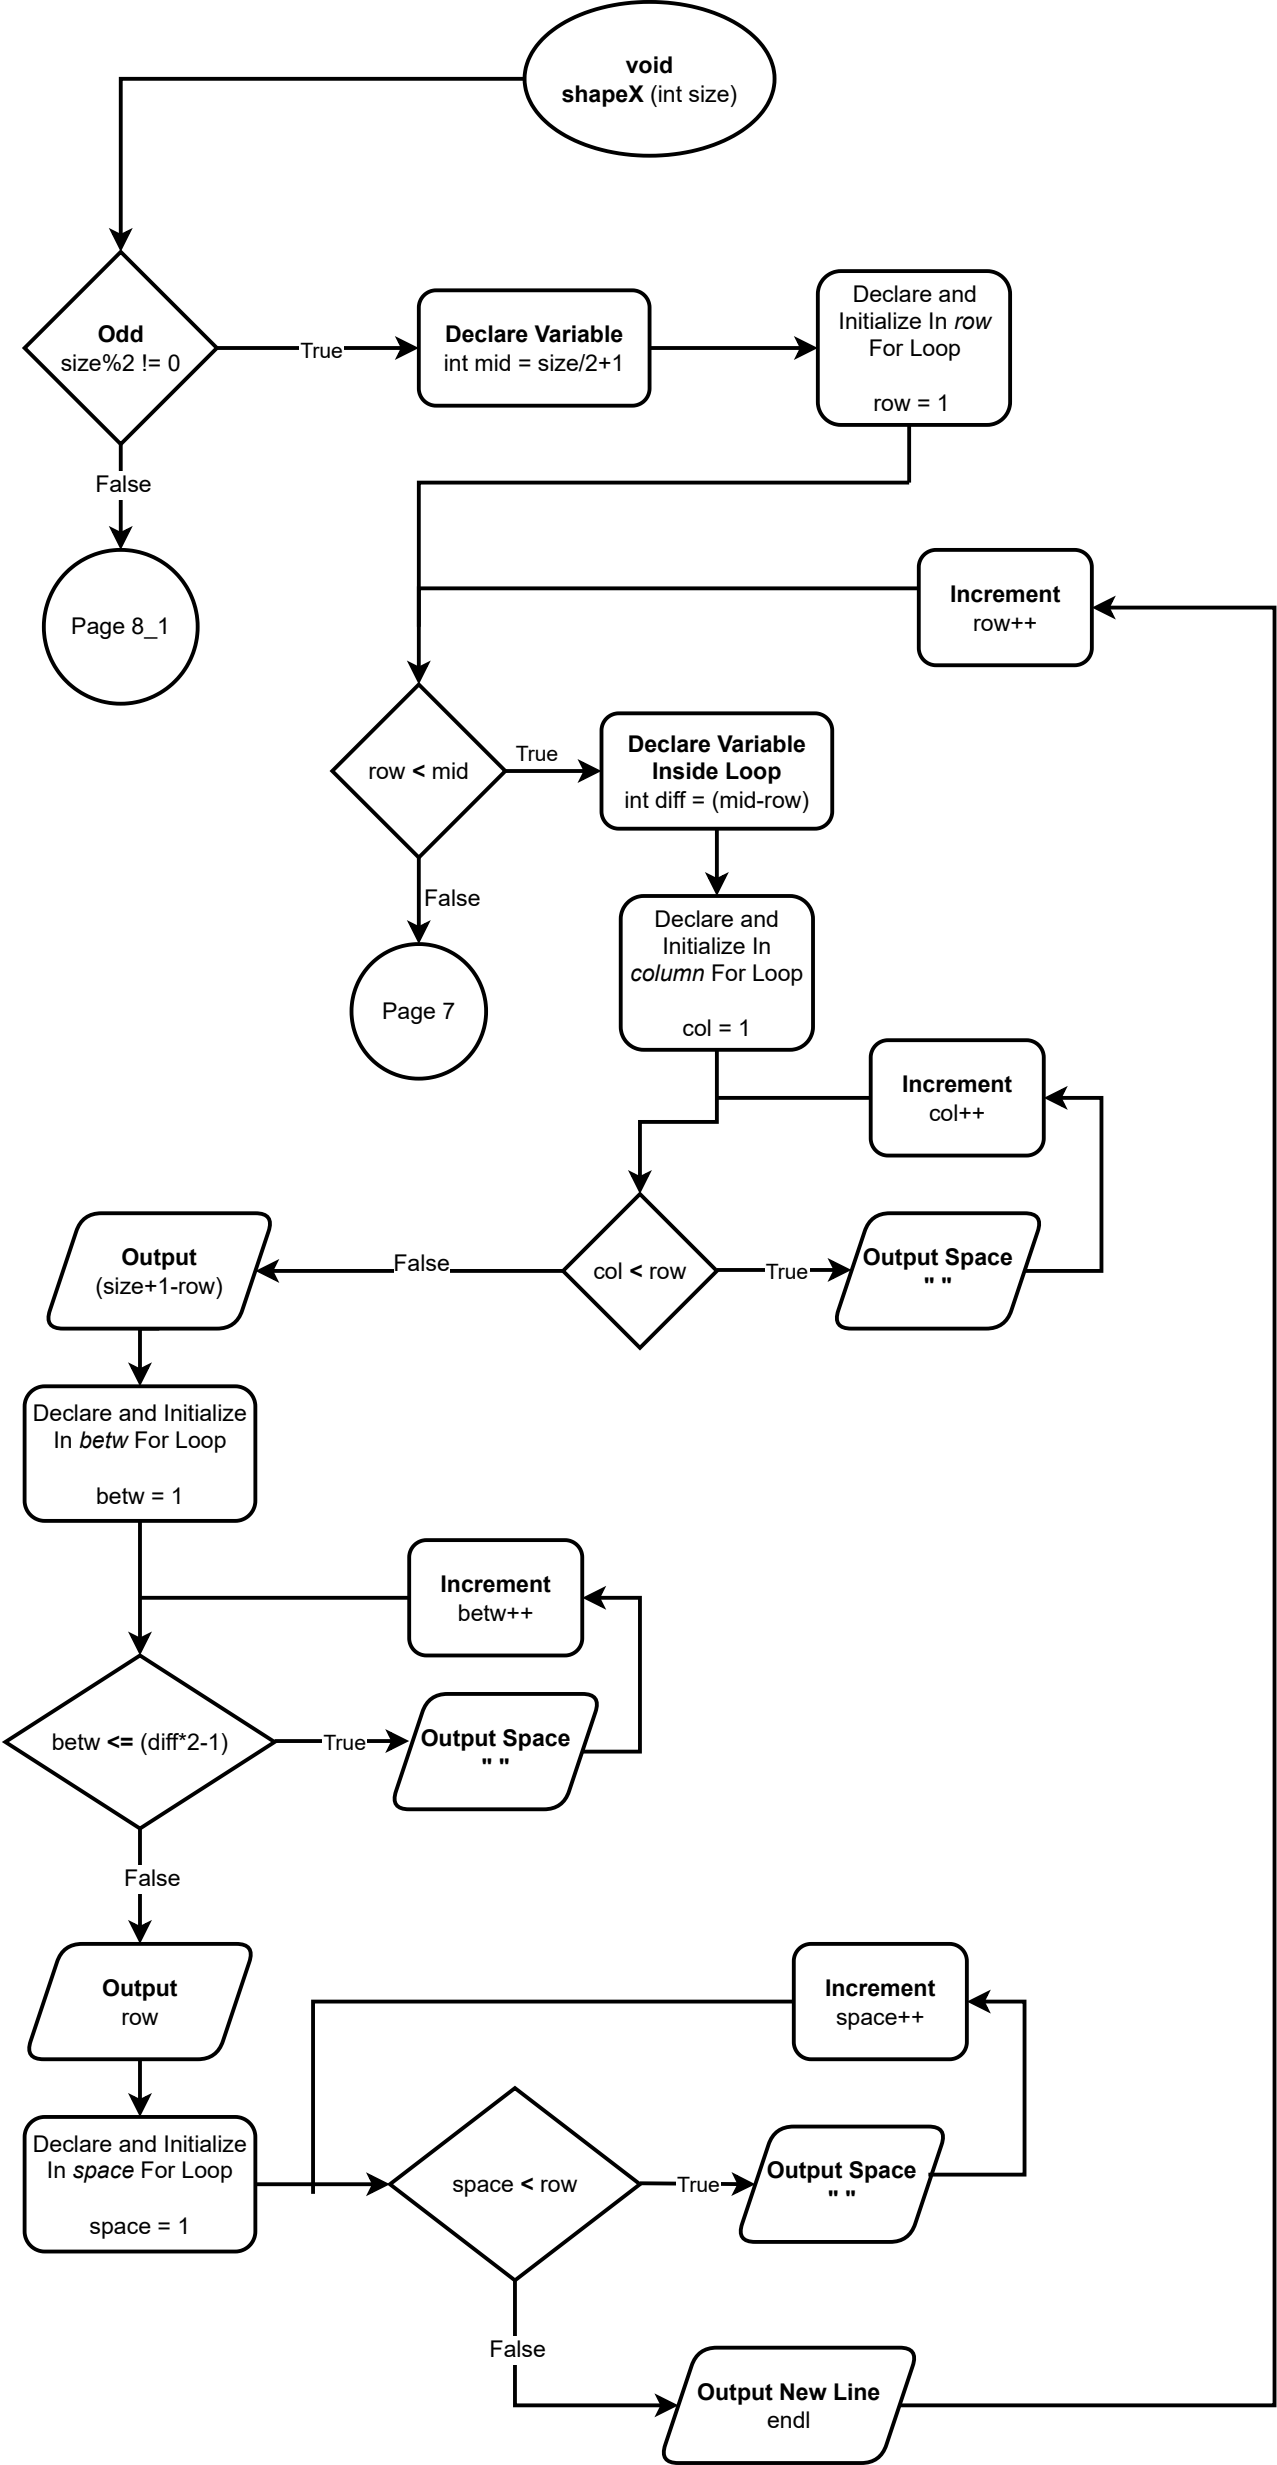 void
shapeX (int size)
Odd
size%2 != 0
True
Declare Variable
int mid = size/2+1
Declare and
Initialize In row
For Loop
row = 1
False
Page 8_1
Increment
row++
row < mid
True
Declare Variable
Inside Loop
int diff = (mid-row)
False
Page 7
Declare and
Initialize In
column For Loop
col = 1
Increment
col++
col < row
True
Output Space
" "
False
Output
(size+1-row)
Declare and Initialize
In betw For Loop
betw = 1
Increment
betw++
betw <= (diff*2-1)
True
Output Space
" "
False
Output
row
Declare and Initialize
In space For Loop
space = 1
Increment
space++
space < row
True
Output Space
" "
False
Output New Line
endl